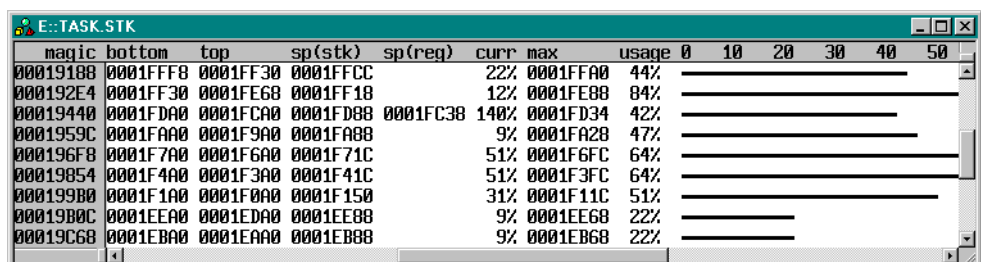 E::TASK.STK
magic bottom top sp(stk) sp(reg) curr max usage 0 10 20 30 40 50
00019188 0001FFF8 0001FF30 0001FFCC 22% 0001FFA0 44%
000192E4 0001FF30 0001FE68 0001FF18 12% 0001FE88 84%
00019440 0001FDA0 0001FCA0 0001FD88 0001FC38 140% 0001FD34 42%
0001959C 0001FAA0 0001F9A0 0001FA88 9% 0001FA28 47%
000196F8 0001F7A0 0001F6A0 0001F71C 51% 0001F6FC 64%
00019854 0001F4A0 0001F3A0 0001F41C 51% 0001F3FC 64%
000199B0 0001F1A0 0001F0A0 0001F150 31% 0001F11C 51%
00019B0C 0001EEA0 0001EDA0 0001EE88 9% 0001EE68 22%
00019C68 0001EBA0 0001EAA0 0001EB88 9% 0001EB68 22%